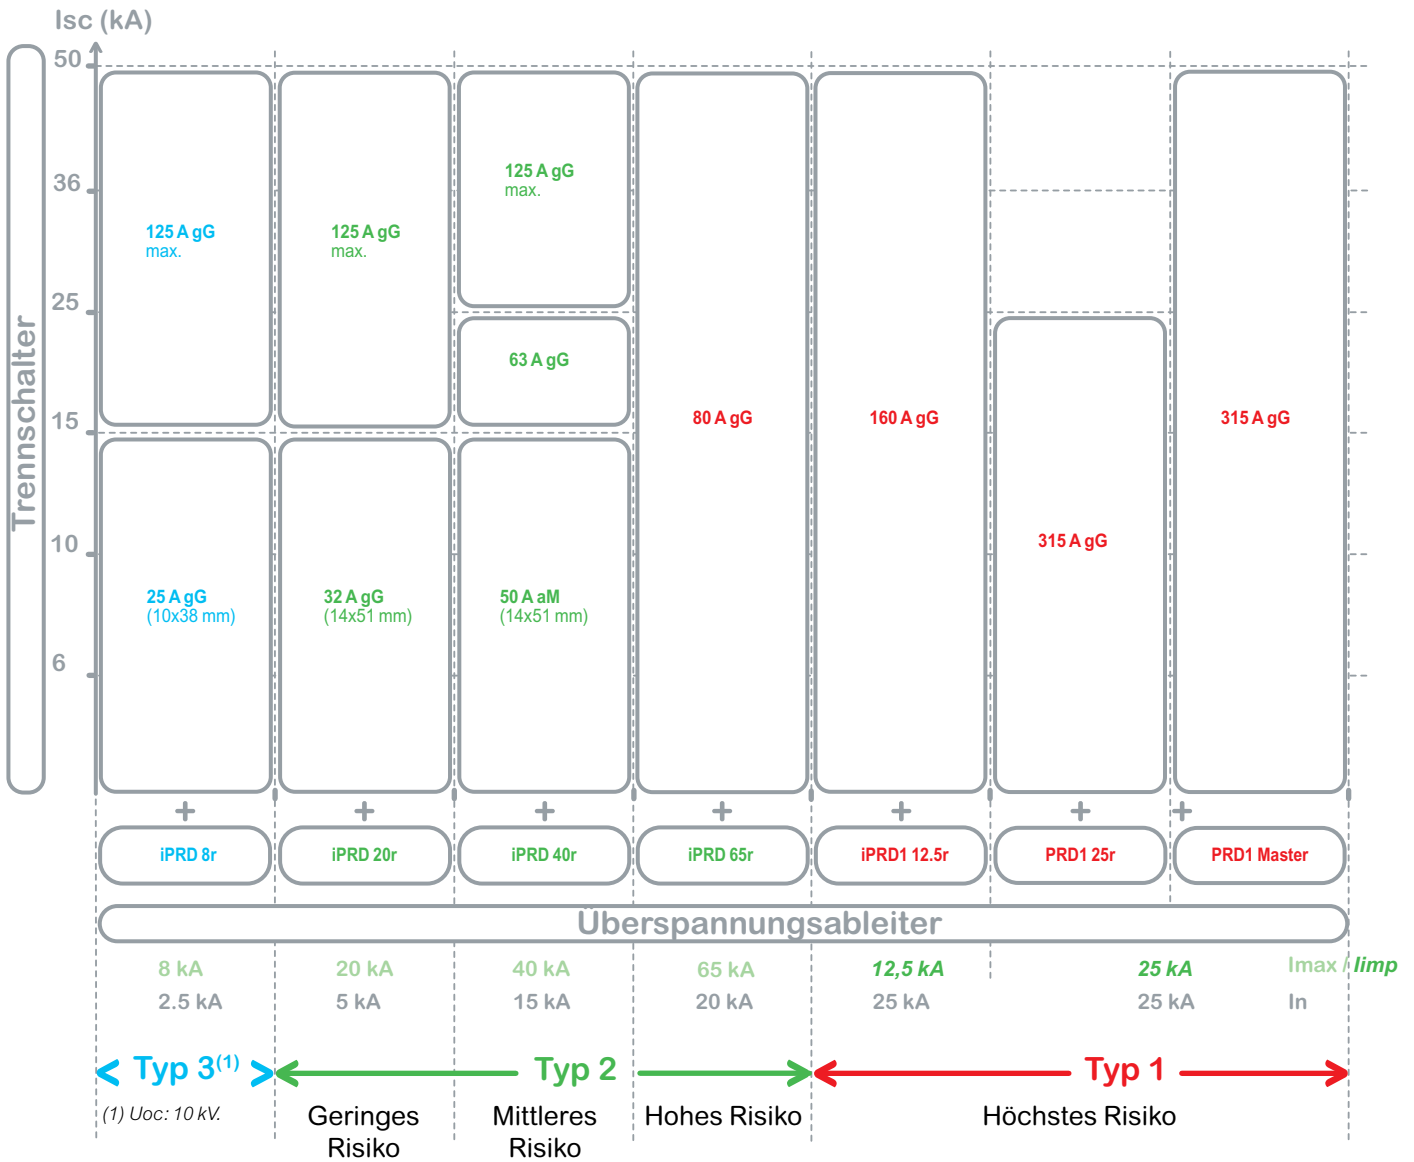 Isc (kA)
Trennschalter
50
36
25
15
10
6
125 A gG
max.
125 A gG
max.
125 A gG
max.
63 A gG
80 A gG
160 A gG
315 A gG
315 A gG
25 A gG
(10x38 mm)
32 A gG
(14x51 mm)
50 A aM
(14x51 mm)
+ + + + + + +
iPRD 8r
iPRD 20r
iPRD 40r
iPRD 65r
iPRD1 12.5r
PRD1 25r
PRD1 Master
Überspannungsableiter
8 kA 20 kA 40 kA 65 kA 12,5 kA 25 kA Imax / Iimp
2.5 kA 5 kA 15 kA 20 kA 25 kA 25 kA In
Typ 3(1) Typ 2 Typ 1
(1) Uoc: 10 kV.
Geringes
Risiko
Mittleres
Risiko
Hohes Risiko
Höchstes Risiko